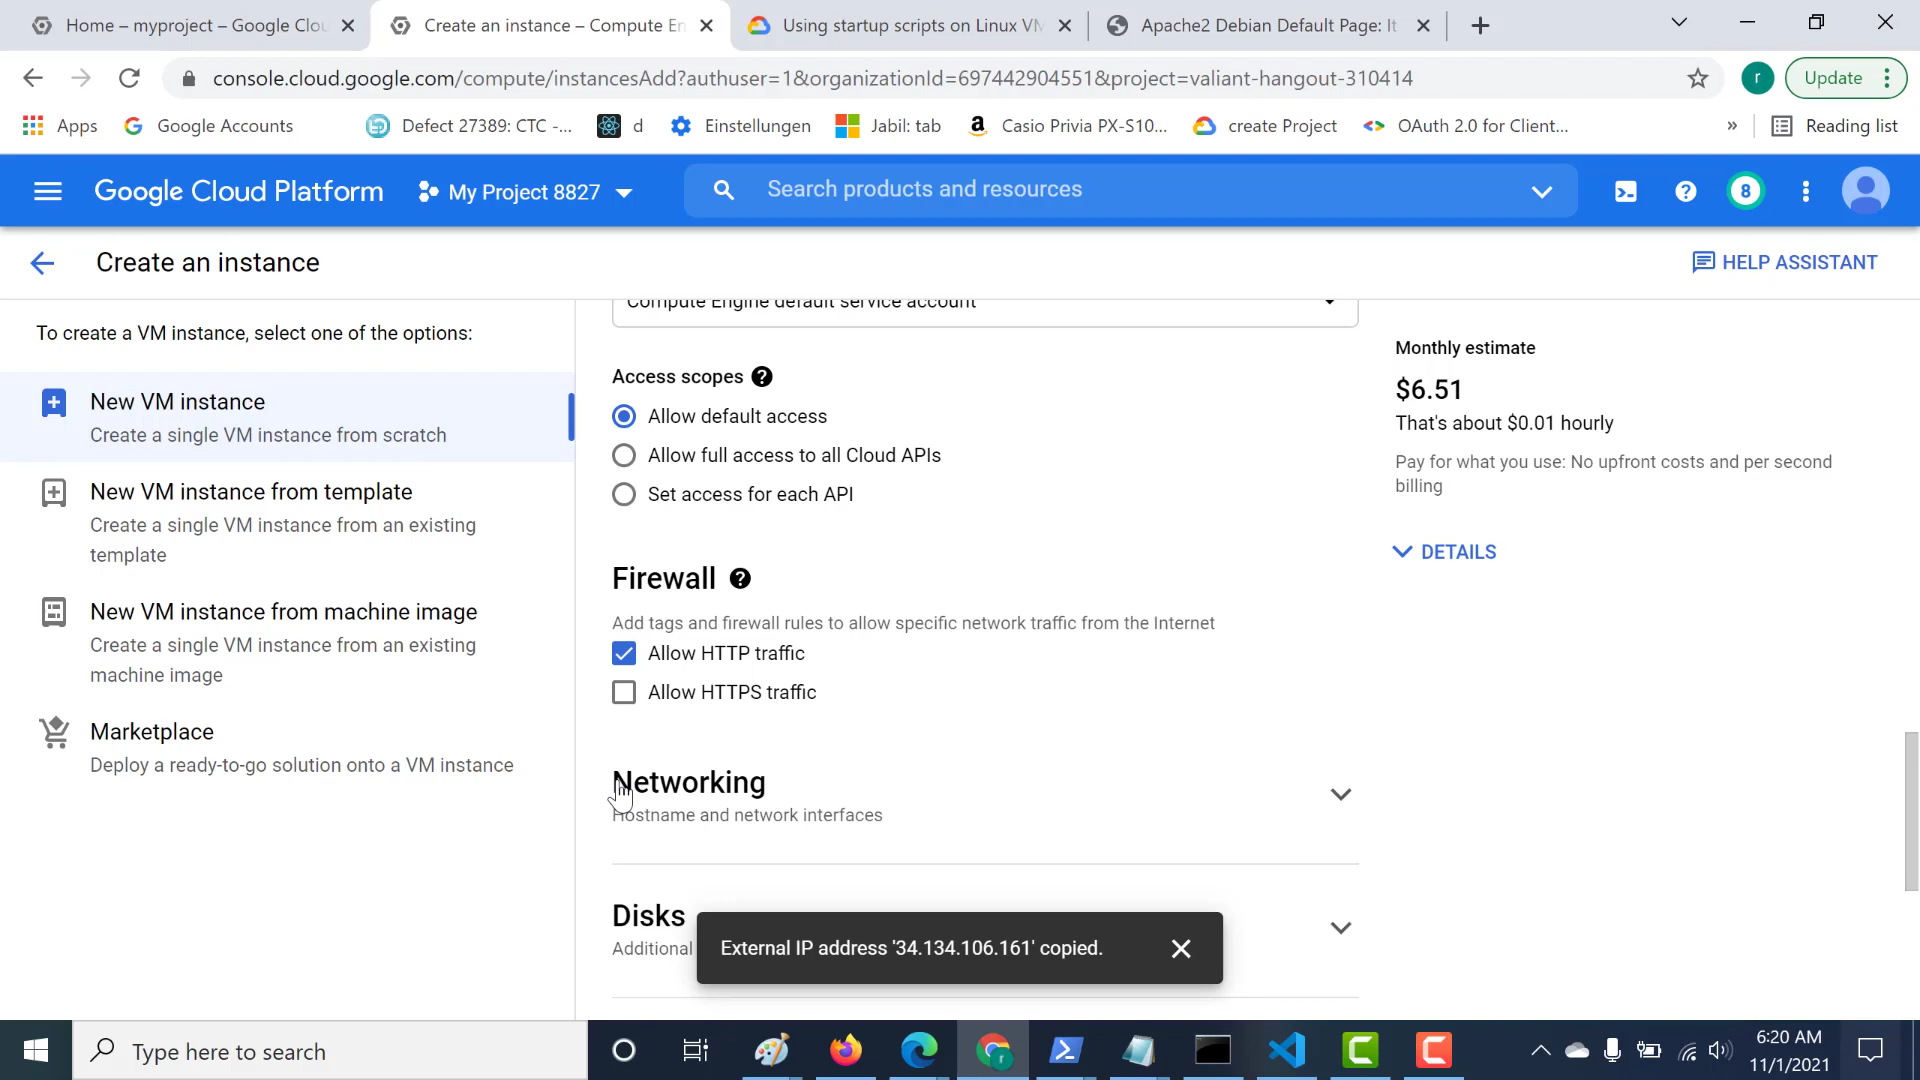 Home – myproject – Google Clou
Create an instance – Compute En
Using startup scripts on Linux VM
Apache2 Debian Default Page: It
console.cloud.google.com/compute/instancesAdd?authuser=1&organizationId=697442904551&project=valiant-hangout-310414
r
Update
Apps
Google Accounts
Defect 27389: CTC -...
d
Einstellungen
Jabil: tab
Casio Privia PX-S10...
create Project
OAuth 2.0 for Client...
»
Reading list
Google Cloud Platform
My Project 8827
Search products and resources
8
Create an instance
HELP ASSISTANT
To create a VM instance, select one of the options:
New VM instance
Create a single VM instance from scratch
New VM instance from template
Create a single VM instance from an existing
template
New VM instance from machine image
Create a single VM instance from an existing
machine image
Marketplace
Deploy a ready-to-go solution onto a VM instance
Compute Engine default service account
Access scopes
Allow default access
Allow full access to all Cloud APIs
Set access for each API
Firewall
Add tags and firewall rules to allow specific network traffic from the Internet
Allow HTTP traffic
Allow HTTPS traffic
Networking
Hostname and network interfaces
Disks
Additional
External IP address '34.134.106.161' copied.
Monthly estimate
$6.51
That's about $0.01 hourly
Pay for what you use: No upfront costs and per second
billing
DETAILS
Type here to search
6:20 AM
11/1/2021